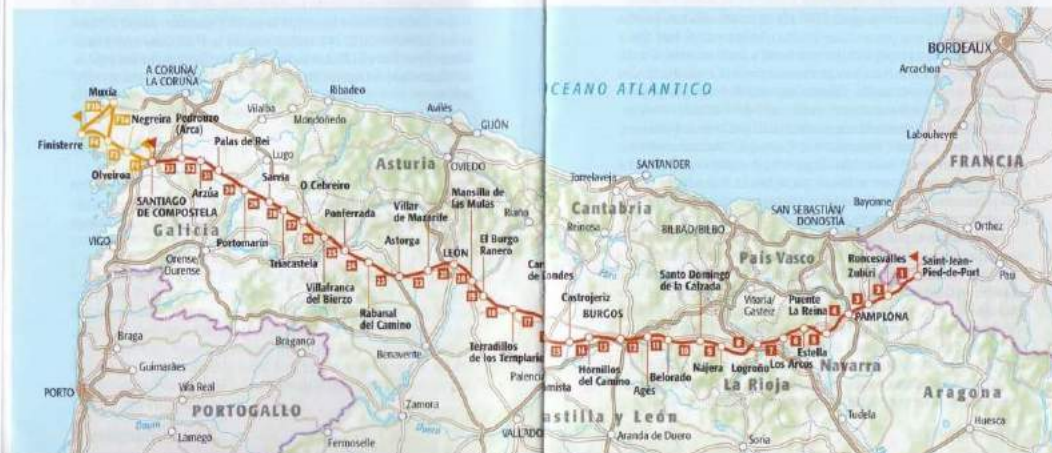 BORDEAUX
Arcachon
Labouheyre
FRANCIA
Bayonne
Orthez
Pau
OCEANO ATLANTICO
A CORUÑA/
LA CORUÑA
Ribadeo
Muxía
Negreira
Pedrouzo
(Arca)
Vilalba
Mondoñedo
Avilés
GIJÓN
Finisterre
Palas de Rei
Lugo
Asturia
OVIEDO
SANTANDER
Torrelavega
Olveiroa
Arzúa
Sarria
O Cebreiro
Mansilla de
las Mulas
Riaño
Cantabria
Reinosa
BILBAO/BILBO
SAN SEBASTIÁN/
DONOSTIA
SANTIAGO
DE COMPOSTELA
Galicia
Ponferrada
Villar
de Mazarife
El Burgo
Ranero
País Vasco
Roncesvalles
Zubiri
Saint-Jean-
Pied-de-Port
VIGO
Portomarín
Astorga
LEÓN
Santo Domingo
de la Calzada
Vitoria/
Gasteiz
Puente
La Reina
PAMPLONA
Orense/
Ourense
Triacastela
Castrojeriz
BURGOS
Villafranca
del Bierzo
Rabanal
del Camino
Terradillos
de los Templarie
Hornillos
del Camino
Agés
Belorado
Nájera
Logroño
Los Arcos
Estella
Navarra
La Rioja
Braga
Bragança
Benavente
Palencia
Aragona
Guimarães
PORTO
Vila Real
PORTOGALLO
Zamora
astilla y León
Tudela
Huesca
Lamego
Fermoselle
Duero
VALLADO
Aranda de Duero
Soria